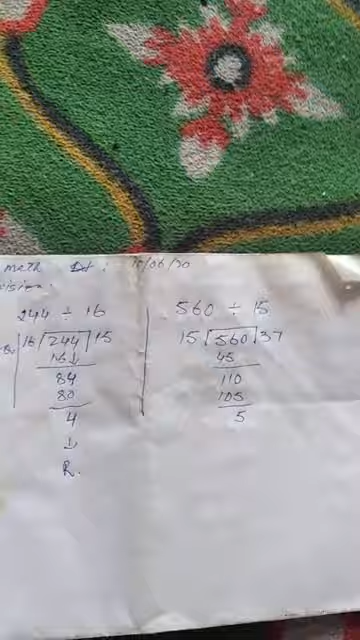 math Dt: 15/06/20
vision
244 ÷ 16
16 244 15
16↓
84
80
4
↓
R.
560 ÷ 15
15 560 37
45
110
105
5